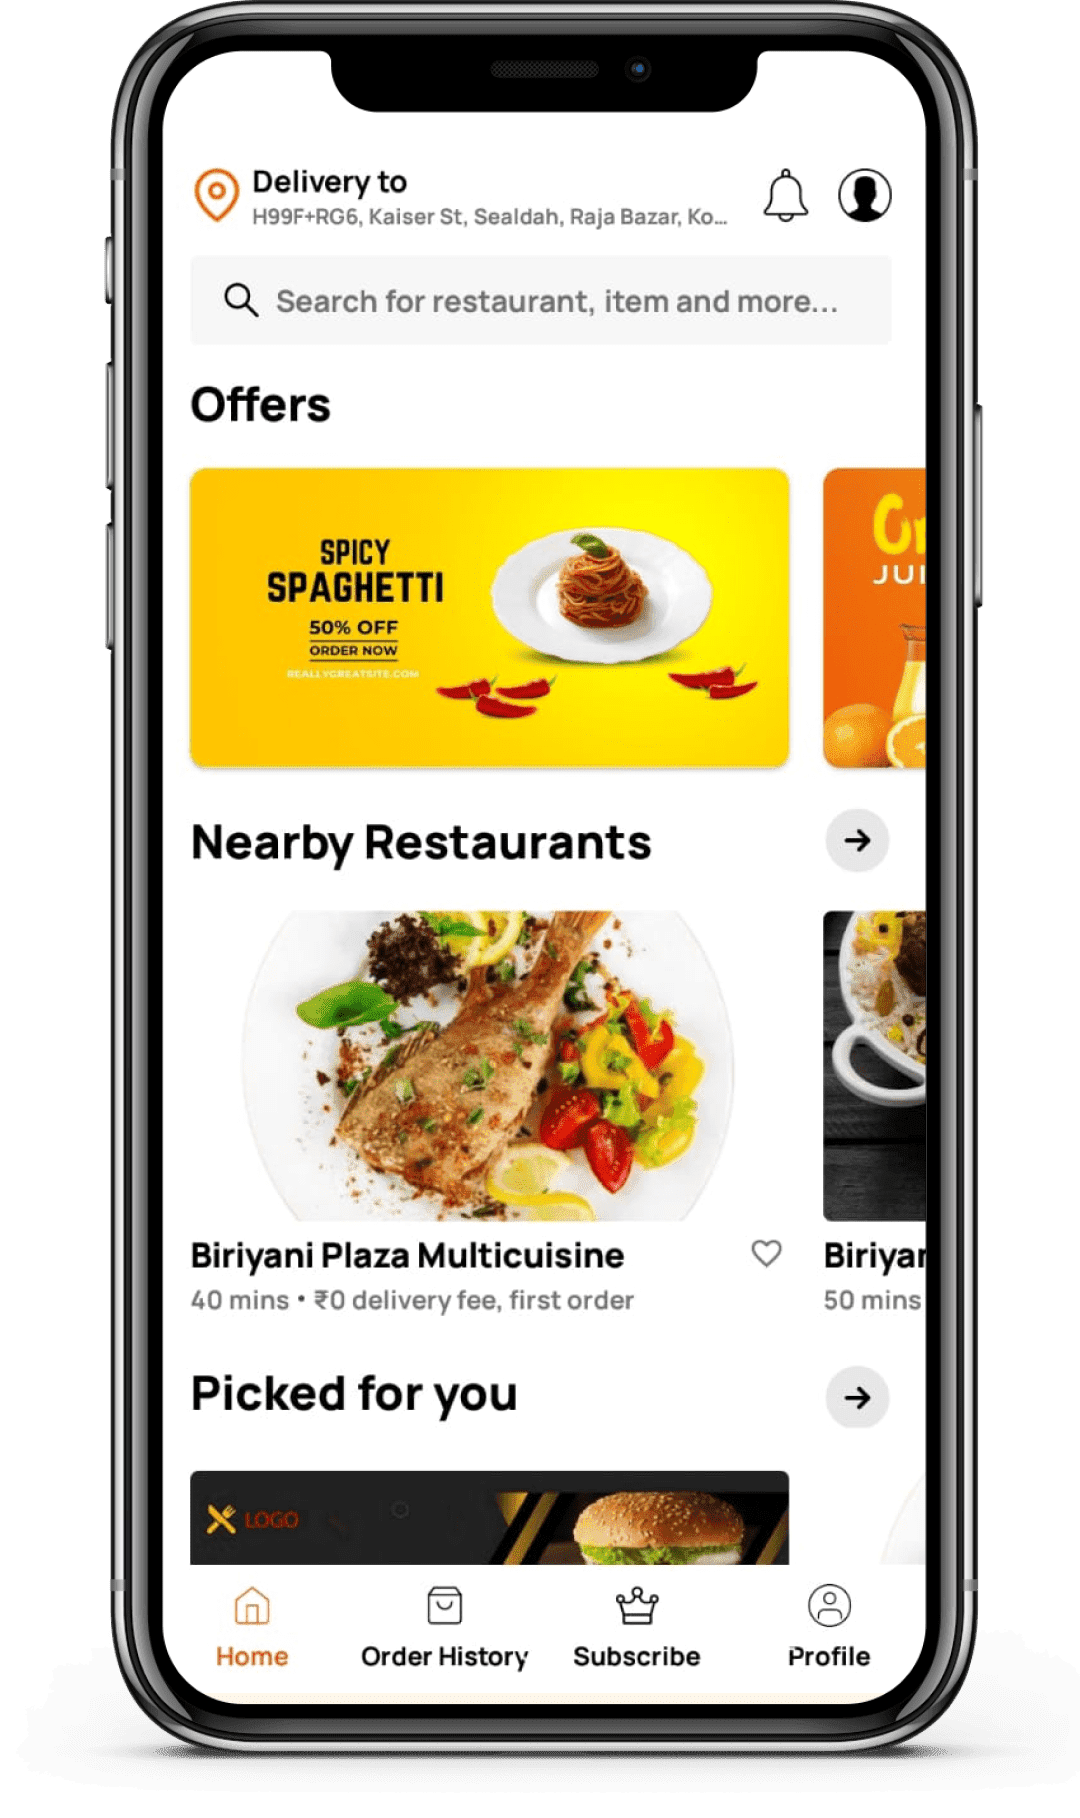 Delivery to
H99F+RG6, Kaiser St, Sealdah, Raja Bazar, Ko...
Search for restaurant, item and more...
Offers
SPICY
SPAGHETTI
50% OFF
ORDER NOW
REALLYGREATSITE.COM
Or
JUI
Nearby Restaurants
Biriyani Plaza Multicuisine
40 mins • ₹0 delivery fee, first order
Biriyar
50 mins
Picked for you
LOGO
Home
Order History
Subscribe
Profile